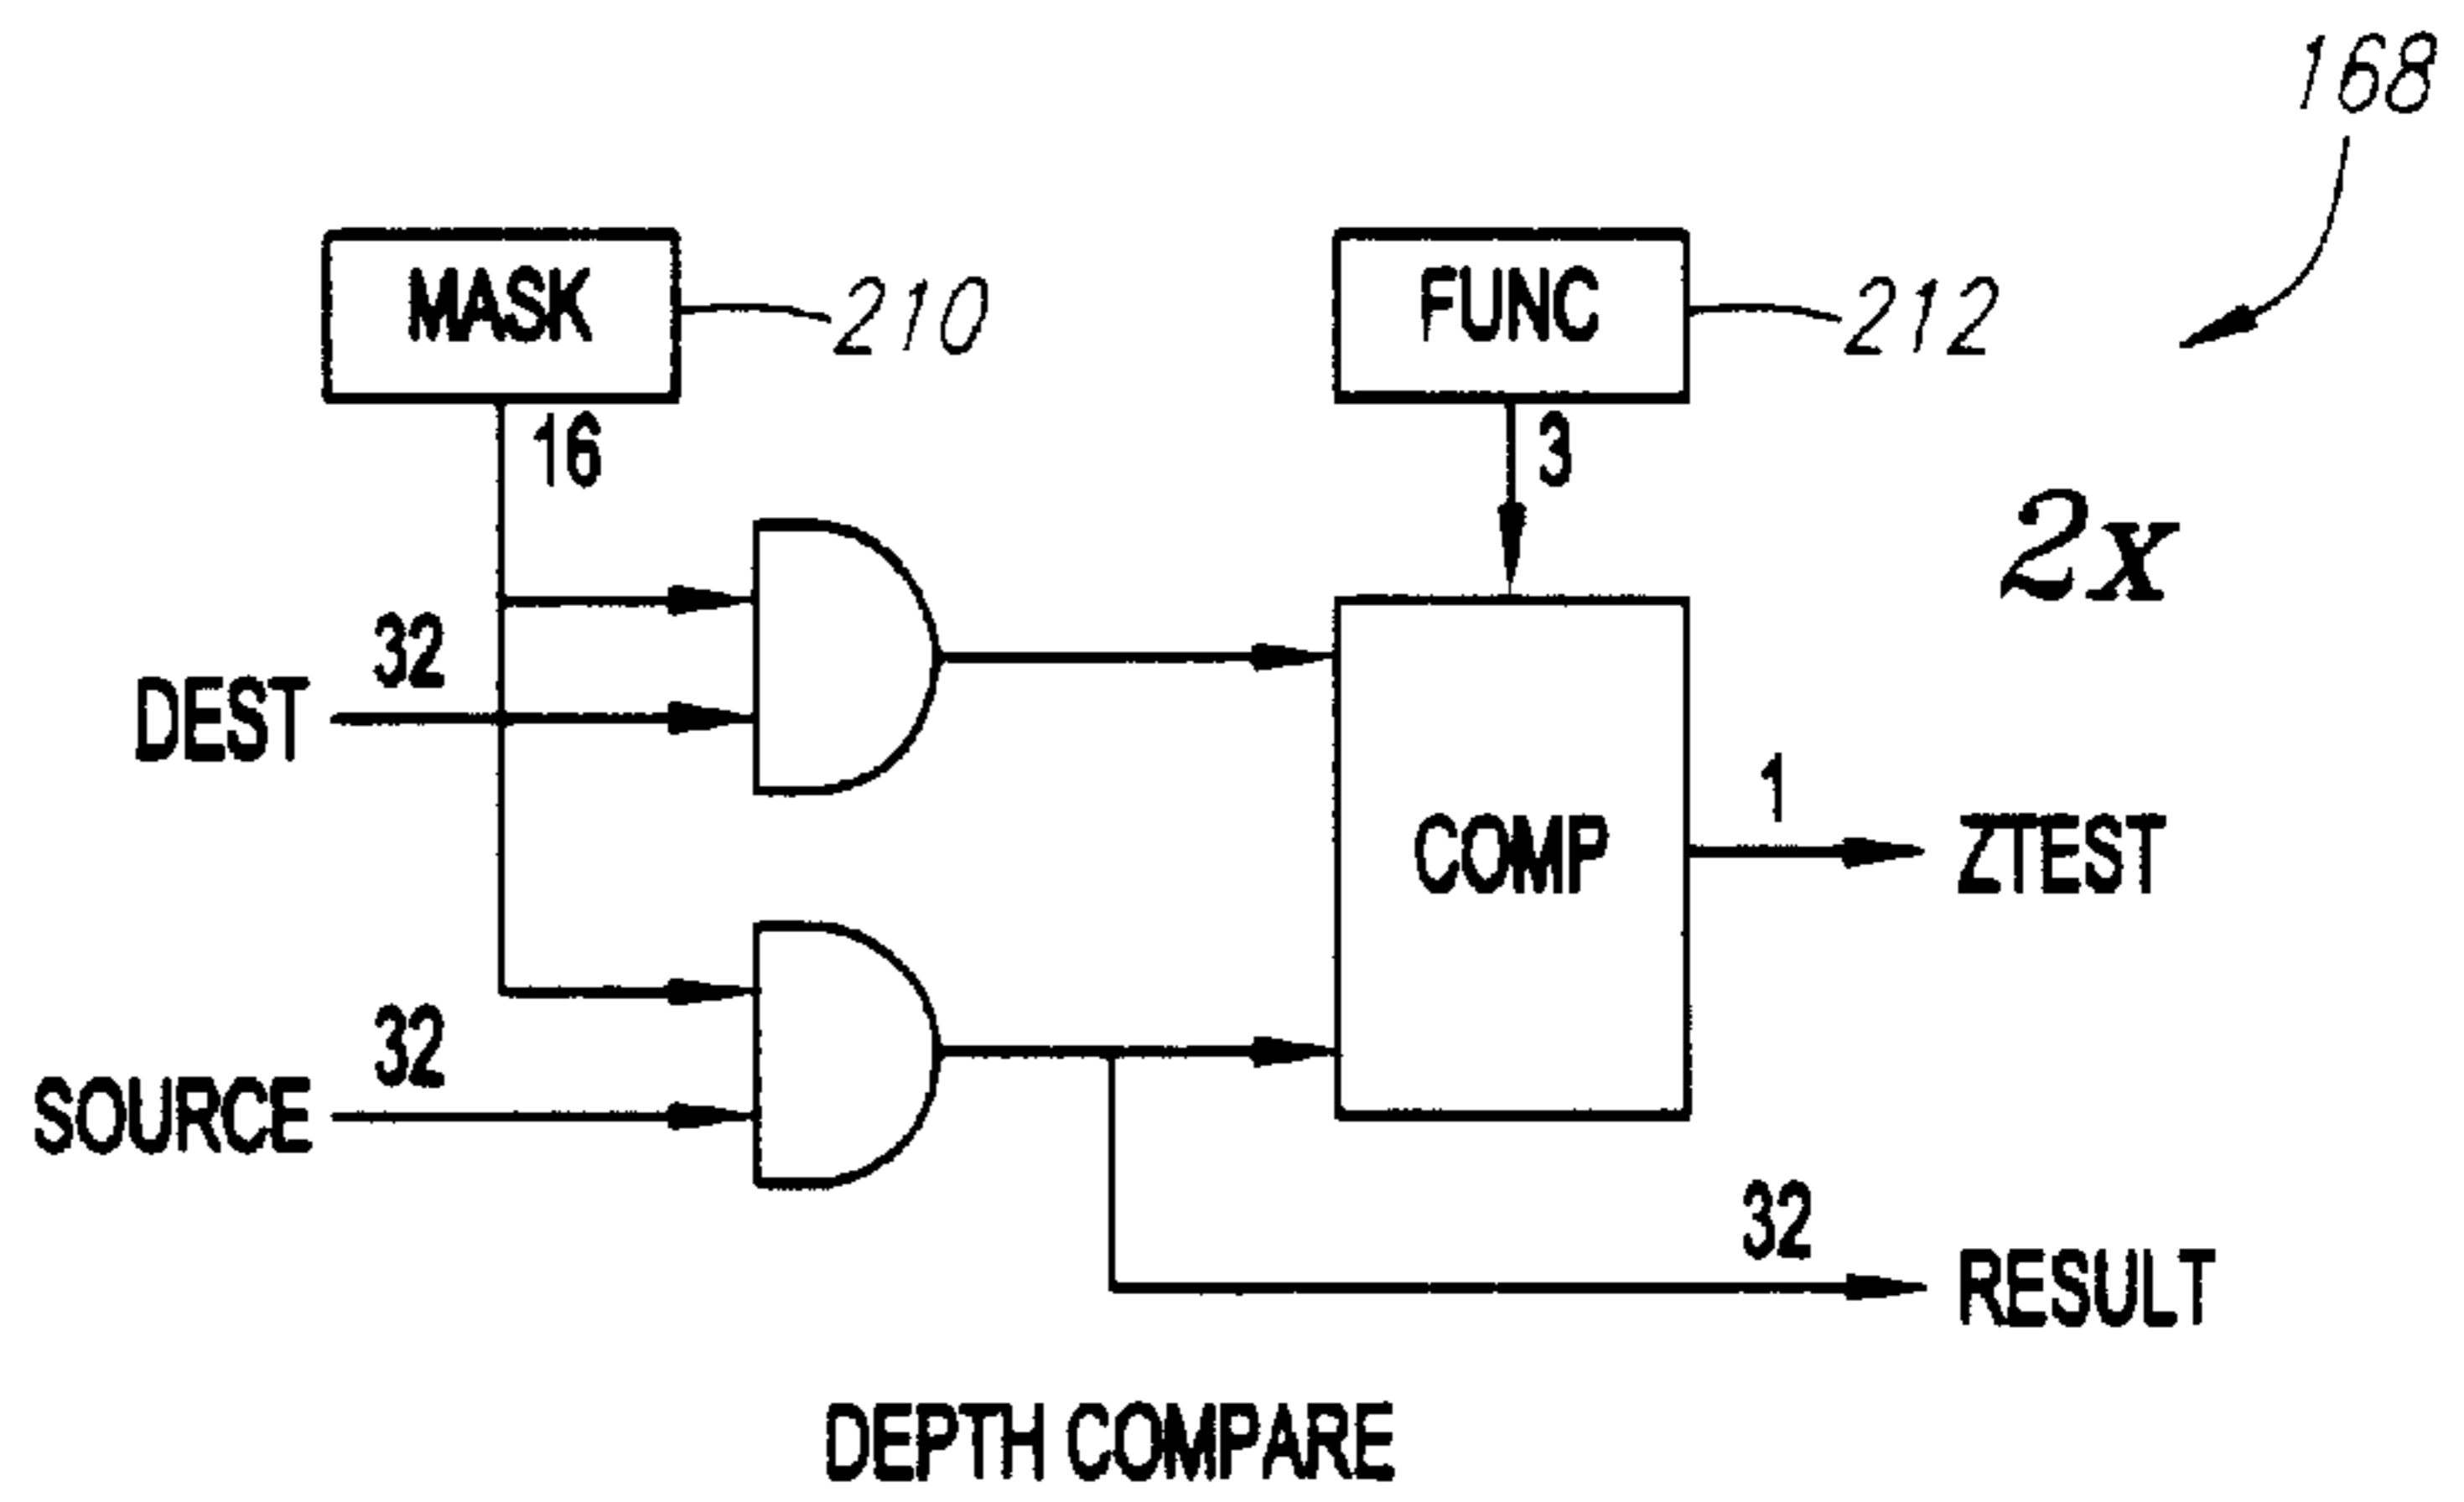 168
MASK
210
FUNC
212
16
3
2x
32
DEST
1
COMP
ZTEST
32
SOURCE
32
RESULT
DEPTH COMPARE